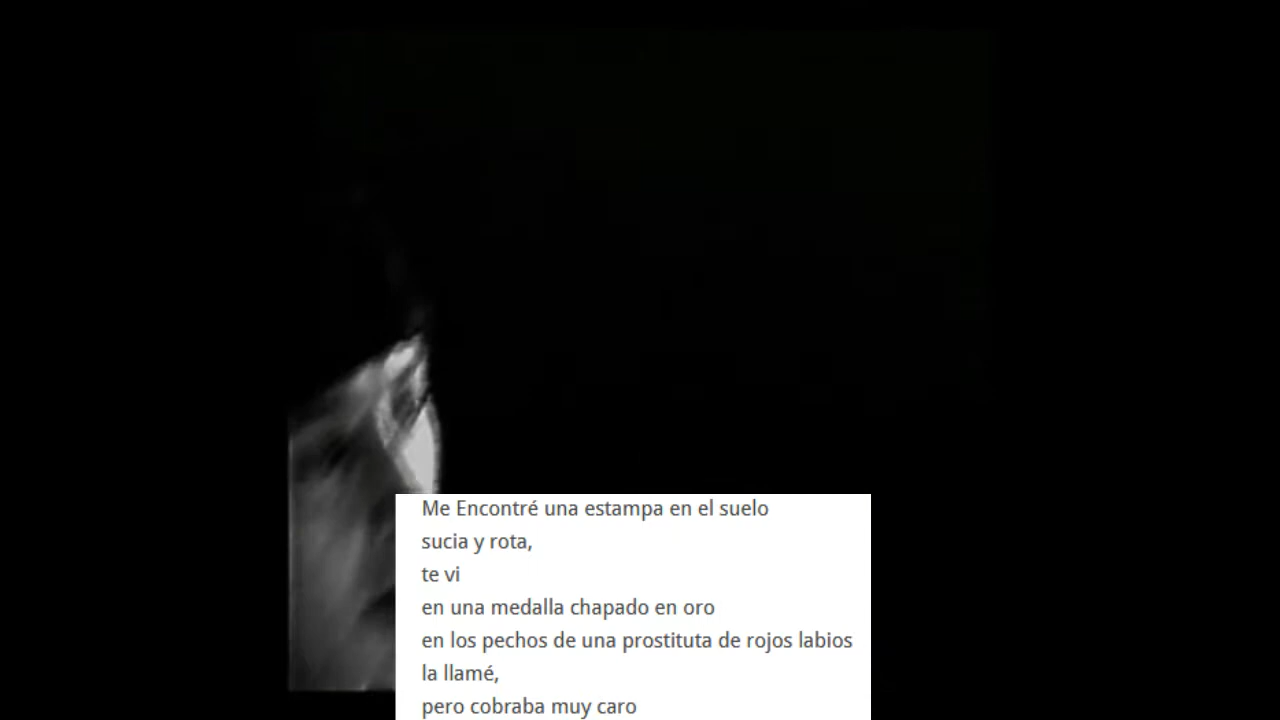 Me Encontré una estampa en el suelo
sucia y rota,
te vi
en una medalla chapado en oro
en los pechos de una prostituta de rojos labios
la llamé,
pero cobraba muy caro